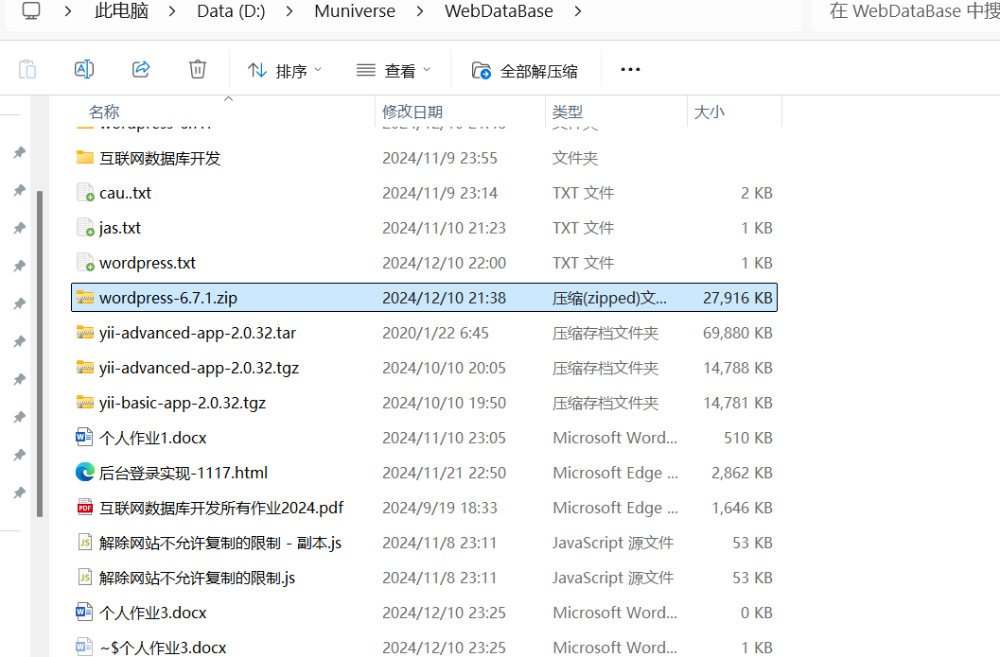 此电脑 > Data (D:) > Muniverse > WebDataBase >
在 WebDataBase 中搜
排序 查看 全部解压缩 ...
名称 修改日期 类型 大小
互联网数据库开发 2024/11/9 23:55 文件夹
cau..txt 2024/11/9 23:14 TXT 文件 2 KB
jas.txt 2024/11/10 21:23 TXT 文件 1 KB
wordpress.txt 2024/12/10 22:00 TXT 文件 1 KB
wordpress-6.7.1.zip 2024/12/10 21:38 压缩(zipped)文... 27,916 KB
yii-advanced-app-2.0.32.tar 2020/1/22 6:45 压缩存档文件夹 69,880 KB
yii-advanced-app-2.0.32.tgz 2024/10/10 20:05 压缩存档文件夹 14,788 KB
yii-basic-app-2.0.32.tgz 2024/10/10 19:50 压缩存档文件夹 14,781 KB
个人作业1.docx 2024/11/10 23:05 Microsoft Word... 510 KB
后台登录实现-1117.html 2024/11/21 22:50 Microsoft Edge ... 2,862 KB
互联网数据库开发所有作业2024.pdf 2024/9/19 18:33 Microsoft Edge ... 1,646 KB
解除网站不允许复制的限制 - 副本.js 2024/11/8 23:11 JavaScript 源文件 53 KB
解除网站不允许复制的限制.js 2024/11/8 23:11 JavaScript 源文件 53 KB
个人作业3.docx 2024/12/10 23:25 Microsoft Word... 0 KB
~$个人作业3.docx 2024/12/10 23:25 Microsoft Word... 1 KB